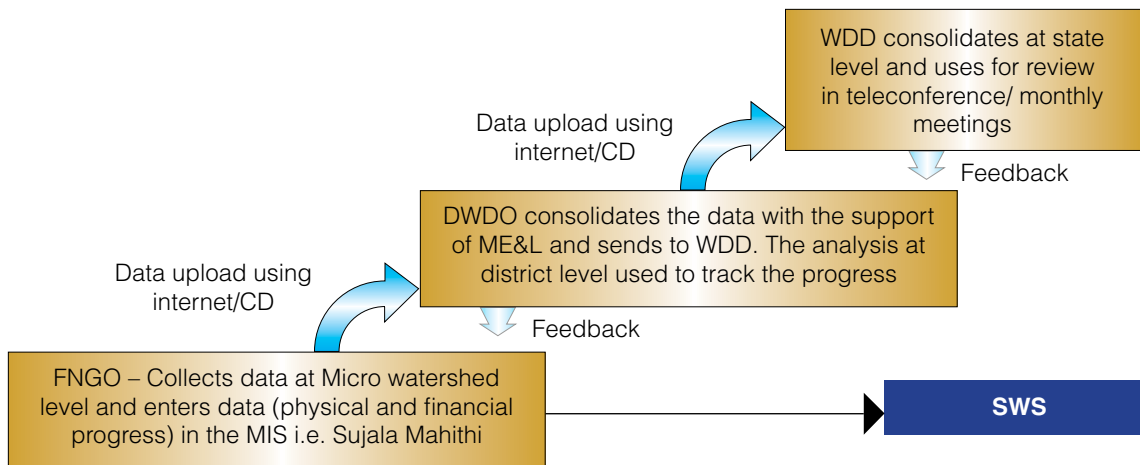 WDD consolidates at state
level and uses for review
in teleconference/ monthly
meetings
Data upload using
internet/CD
Feedback
DWDO consolidates the data with the support
of ME&L and sends to WDD. The analysis at
district level used to track the progress
Data upload using
internet/CD
Feedback
FNGO – Collects data at Micro watershed
level and enters data (physical and financial
progress) in the MIS i.e. Sujala Mahithi
SWS